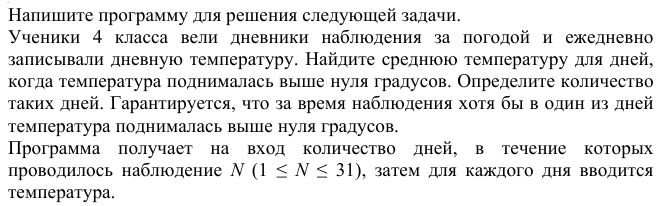 Напишите программу для решения следующей задачи.
Ученики 4 класса вели дневники наблюдения за погодой и ежедневно
записывали дневную температуру. Найдите среднюю температуру для дней,
когда температура поднималась выше нуля градусов. Определите количество
таких дней. Гарантируется, что за время наблюдения хотя бы в один из дней
температура поднималась выше нуля градусов.
Программа получает на вход количество дней, в течение которых
проводилось наблюдение N (1 ≤ N ≤ 31), затем для каждого дня вводится
температура.